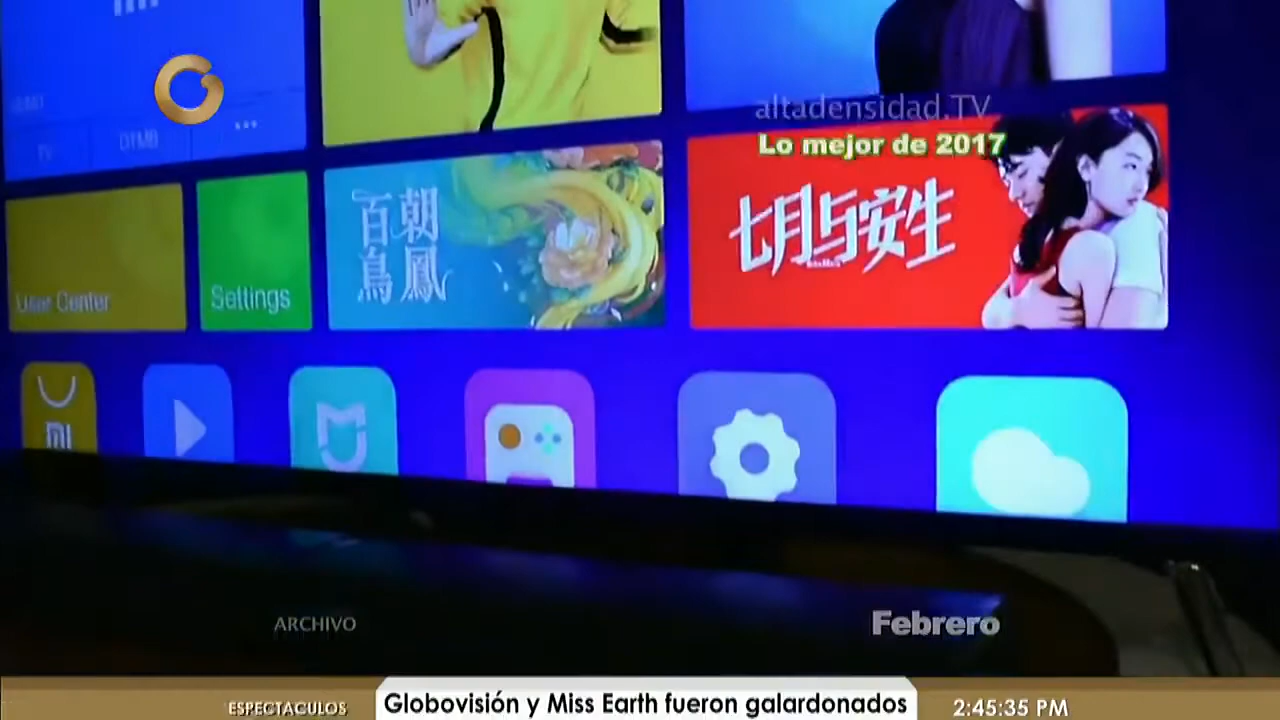 TV
DTMB
...
altadensidad.TV
Lo mejor de 2017
百
鳥
朝
鳳
七月与安生
User Center
Settings
MI
ARCHIVO
Febrero
ESPECTACULOS
Globovisión y Miss Earth fueron galardonados
2:45:35 PM